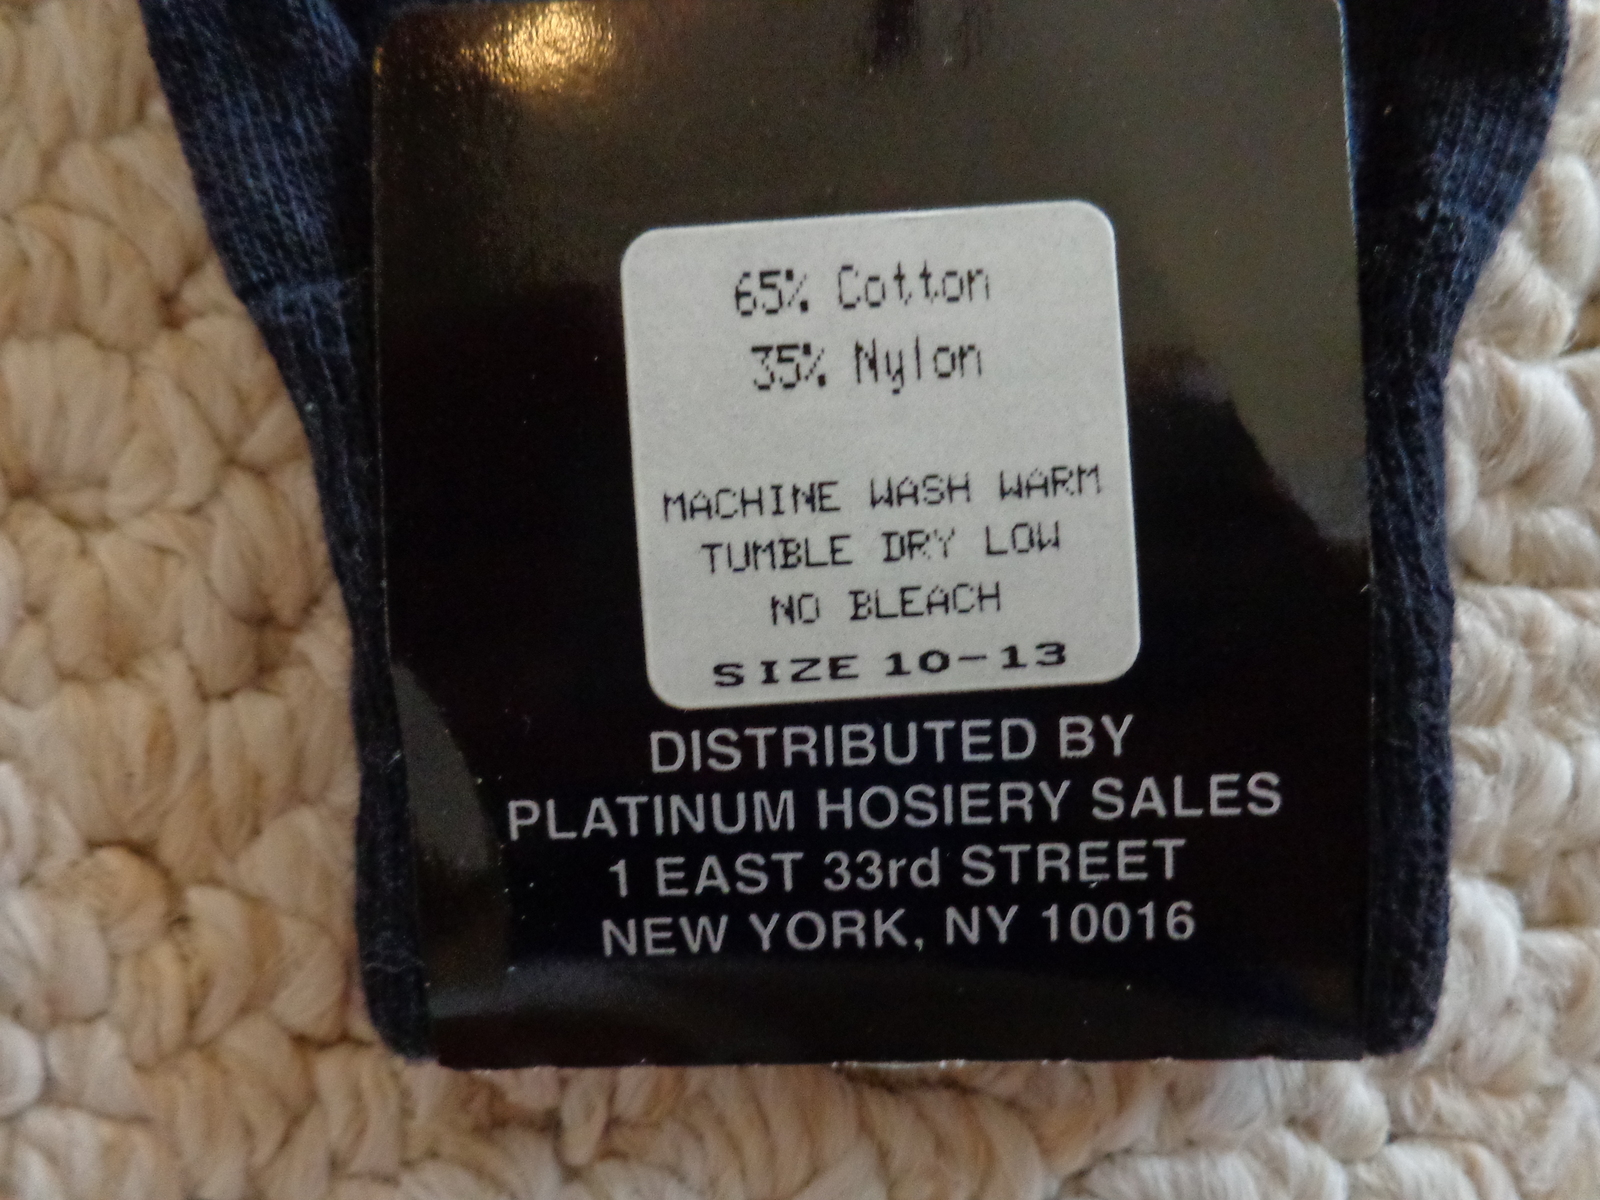 65% Cotton
35% Nylon
MACHINE WASH WARM
TUMBLE DRY LOW
NO BLEACH
SIZE 10-13
DISTRIBUTED BY
PLATINUM HOSIERY SALES
1 EAST 33rd STREET
NEW YORK, NY 10016